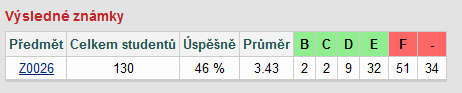 Výsledné známky
Předmět Celkem studentů Úspěšně Průměr B C D E F -
Z0026 130 46 % 3.43 2 2 9 32 51 34